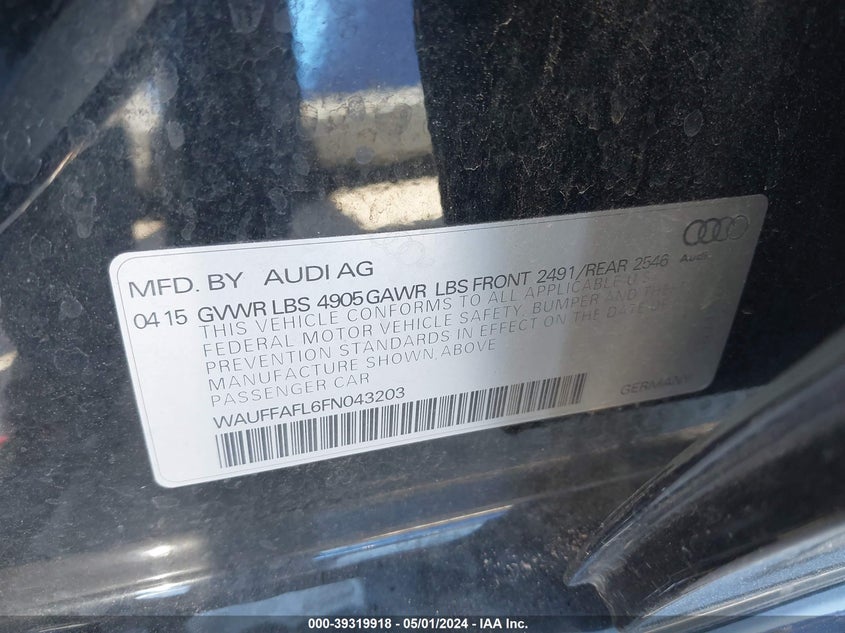 MFD. BY AUDI AG
Audi
04 15 GVWR LBS 4905 GAWR LBS FRONT 2491/REAR 2546
THIS VEHICLE CONFORMS TO ALL APPLICABLE U.S.
FEDERAL MOTOR VEHICLE SAFETY, BUMPER AND THEFT
PREVENTION STANDARDS IN EFFECT ON THE DATE OF
MANUFACTURE SHOWN ABOVE
PASSENGER CAR
WAUFFAFL6FN043203
GERMANY
000-39319918 - 05/01/2024 - IAA Inc.